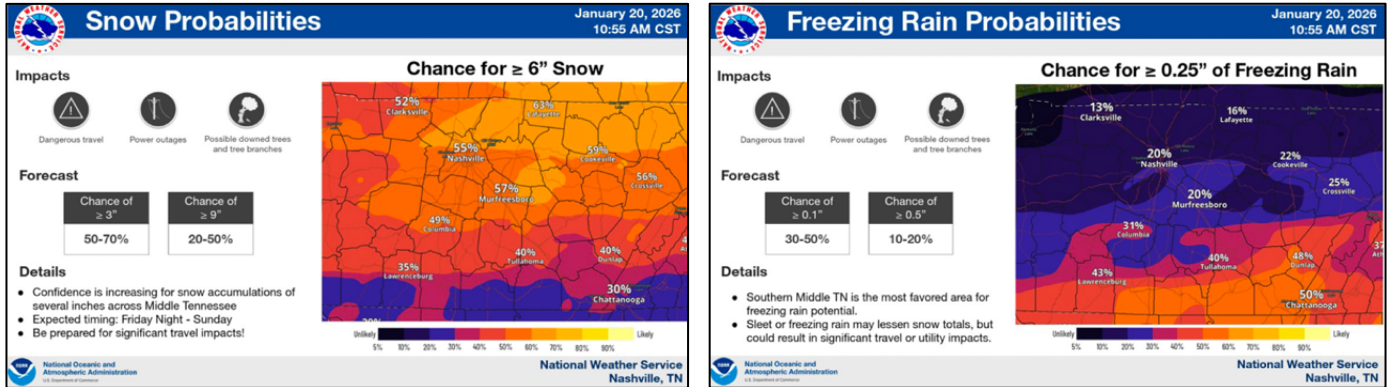 Snow Probabilities
January 20, 2026
10:55 AM CST
Impacts
Dangerous travel
Power outages
Possible downed trees
and tree branches
Forecast
Chance of
≥ 3”
Chance of
≥ 9”
50-70%
20-50%
Details
● Confidence is increasing for snow accumulations of
several inches across Middle Tennessee
● Expected timing: Friday Night - Sunday
● Be prepared for significant travel impacts!
Chance for ≥ 6” Snow
52%
Clarksville
63%
Lafayette
55%
Nashville
59%
Cookeville
56%
Crossville
57%
Murfreesboro
49%
Columbia
40%
Tullahoma
40%
Dunlap
35%
Lawrenceburg
30%
Chattanooga
Unlikely
Likely
5% 10% 20% 30% 40% 50% 60% 70% 80% 90%
National Oceanic and
Atmospheric Administration
U.S. Department of Commerce
National Weather Service
Nashville, TN
Freezing Rain Probabilities
January 20, 2026
10:55 AM CST
Impacts
Dangerous travel
Power outages
Possible downed trees
and tree branches
Forecast
Chance of
≥ 0.1”
Chance of
≥ 0.5”
30-50%
10-20%
Details
● Southern Middle TN is the most favored area for
freezing rain potential.
● Sleet or freezing rain may lessen snow totals, but
could result in significant travel or utility impacts.
Chance for ≥ 0.25” of Freezing Rain
13%
Clarksville
16%
Lafayette
20%
Nashville
22%
Cookeville
25%
Crossville
20%
Murfreesboro
31%
Columbia
40%
Tullahoma
48%
Dunlap
43%
Lawrenceburg
50%
Chattanooga
Unlikely
Likely
5% 10% 20% 30% 40% 50% 60% 70% 80% 90%
National Oceanic and
Atmospheric Administration
U.S. Department of Commerce
National Weather Service
Nashville, TN